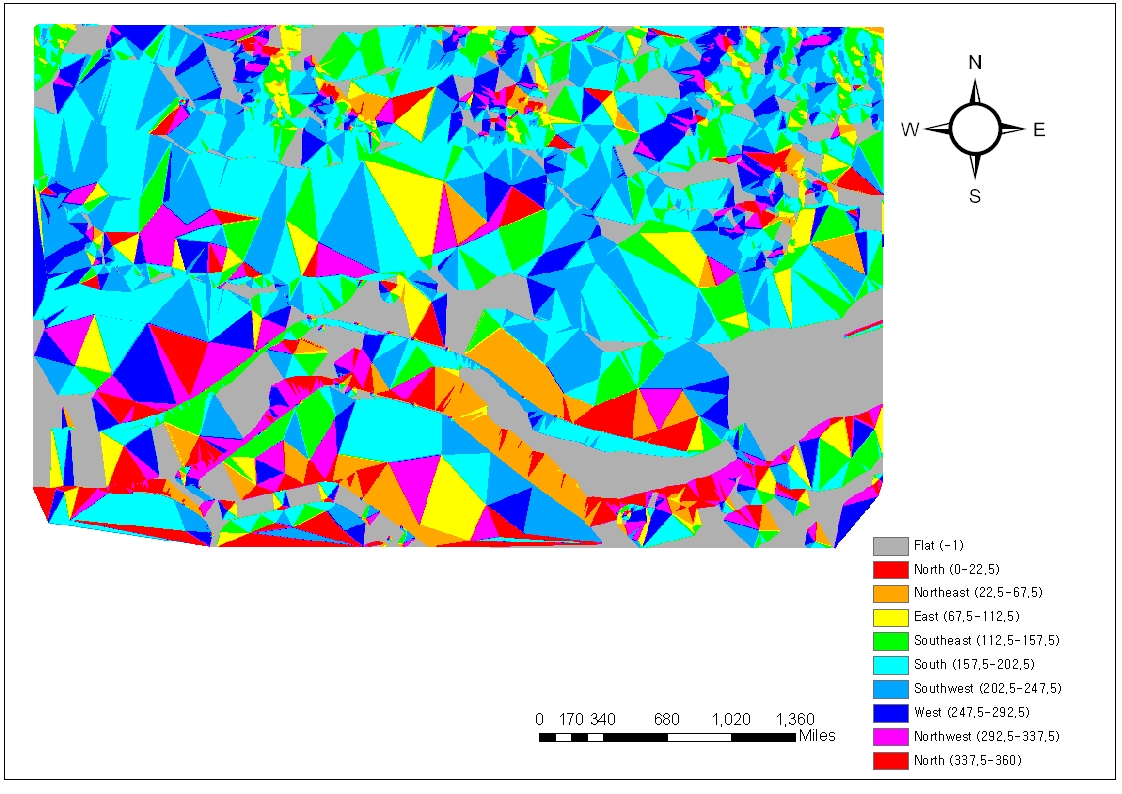 N
W E
S
Flat (-1)
North (0-22,5)
Northeast (22,5-67,5)
East (67,5-112,5)
Southeast (112,5-157,5)
South (157,5-202,5)
Southwest (202,5-247,5)
West (247,5-292,5)
Northwest (292,5-337,5)
North (337,5-360)
0 170 340 680 1,020 1,360
Miles